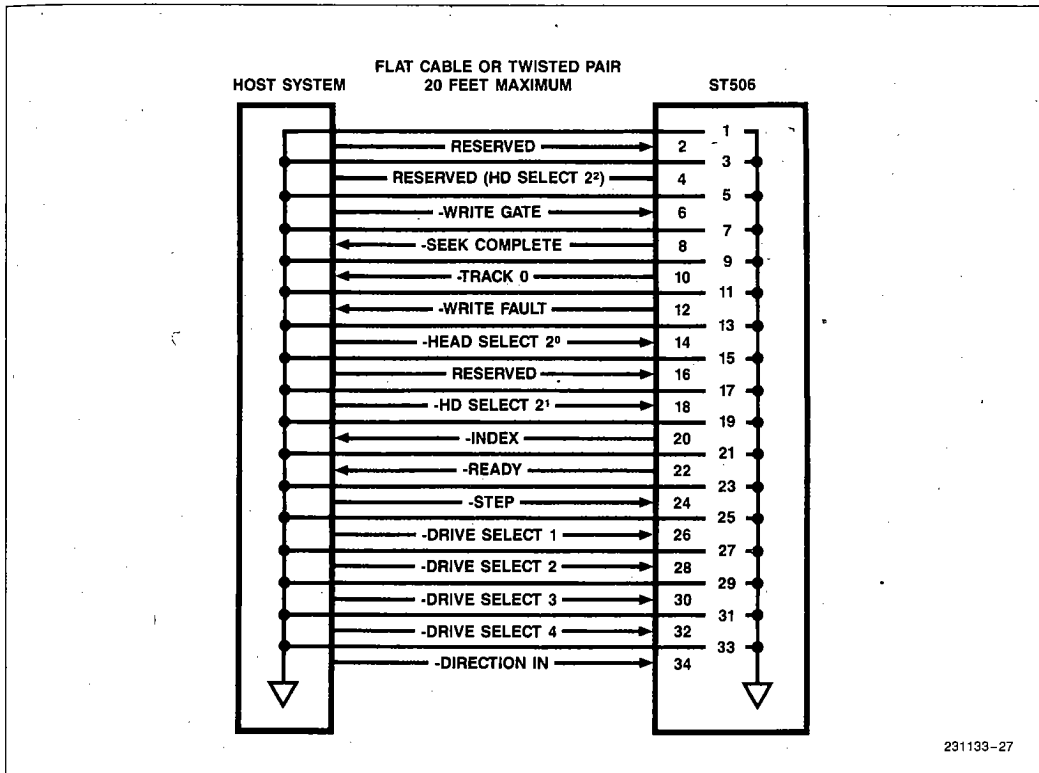 FLAT CABLE OR TWISTED PAIR
HOST SYSTEM 20 FEET MAXIMUM ST506
1
RESERVED 2
3
RESERVED (HD SELECT 2²) 4
5
-WRITE GATE 6
7
-SEEK COMPLETE 8
9
-TRACK 0 10
11
-WRITE FAULT 12
13
-HEAD SELECT 2⁰ 14
15
RESERVED 16
17
-HD SELECT 2¹ 18
19
-INDEX 20
21
-READY 22
23
-STEP 24
25
-DRIVE SELECT 1 26
27
-DRIVE SELECT 2 28
29
-DRIVE SELECT 3 30
31
-DRIVE SELECT 4 32
33
-DIRECTION IN 34
231133-27